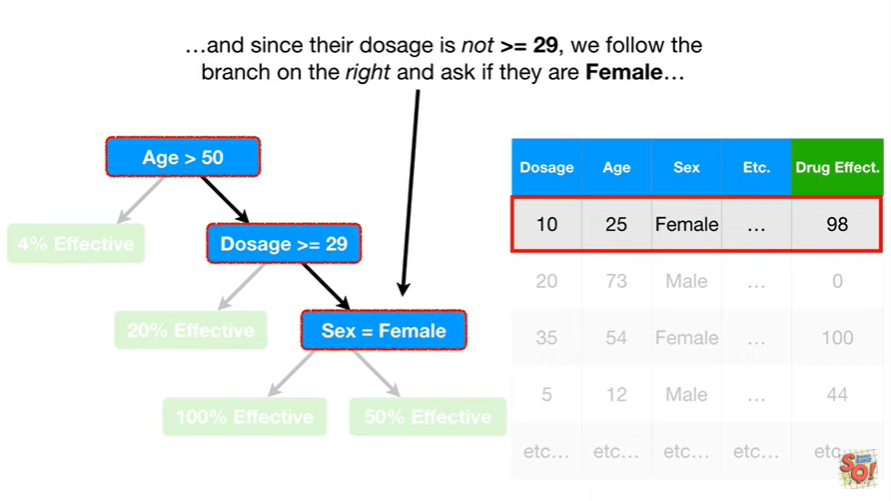 …and since their dosage is not >= 29, we follow the
branch on the right and ask if they are Female…
Age > 50
4% Effective
Dosage >= 29
20% Effective
Sex = Female
100% Effective
50% Effective
Dosage Age Sex Etc. Drug Effect.
10 25 Female … 98
20 73 Male … 0
35 54 Female … 100
5 12 Male … 44
etc… etc… etc… etc… etc…
SQ!